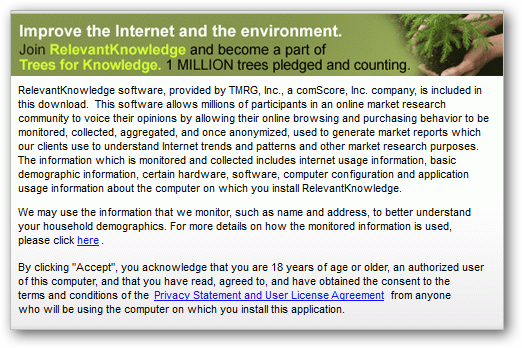 Improve the Internet and the environment.
Join RelevantKnowledge and become a part of
Trees for Knowledge. 1 MILLION trees pledged and counting.
RelevantKnowledge software, provided by TMRG, Inc., a comScore, Inc. company, is included in
this download.  This software allows millions of participants in an online market research
community to voice their opinions by allowing their online browsing and purchasing behavior to be
monitored, collected, aggregated, and once anonymized, used to generate market reports which
our clients use to understand Internet trends and patterns and other market research purposes.
The information which is monitored and collected includes internet usage information, basic
demographic information, certain hardware, software, computer configuration and application
usage information about the computer on which you install RelevantKnowledge.
We may use the information that we monitor, such as name and address, to better understand
your household demographics. For more details on how the monitored information is used,
please click here .
By clicking "Accept", you acknowledge that you are 18 years of age or older, an authorized user
of this computer, and that you have read, agreed to, and have obtained the consent to the
terms and conditions of the  Privacy Statement and User License Agreement  from anyone
who will be using the computer on which you install this application.